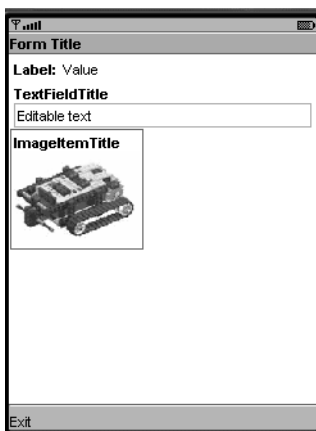 Form Title
Label: Value
TextFieldTitle
Editable text
ImageItemTitle
Exit